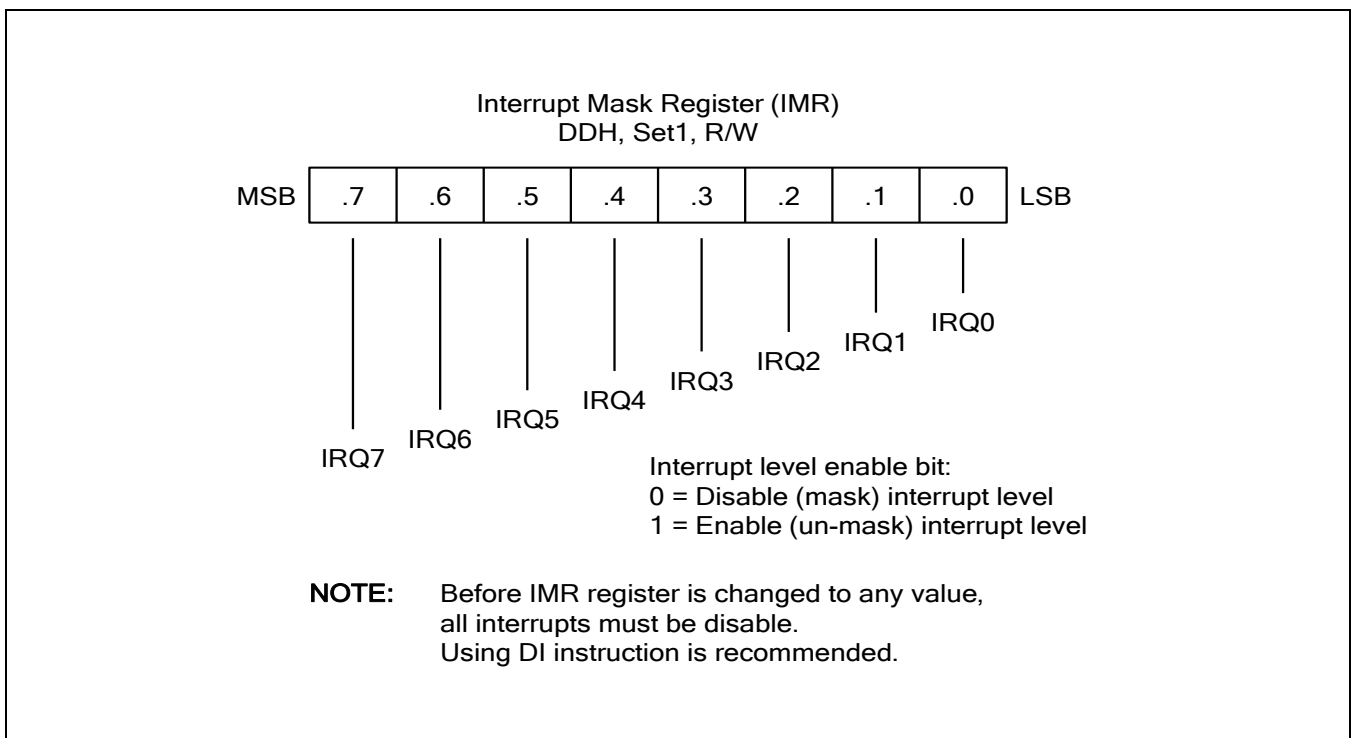 Interrupt Mask Register (IMR)
DDH, Set1, R/W
MSB .7 .6 .5 .4 .3 .2 .1 .0 LSB
IRQ7 IRQ6 IRQ5 IRQ4 IRQ3 IRQ2 IRQ1 IRQ0
Interrupt level enable bit:
0 = Disable (mask) interrupt level
1 = Enable (un-mask) interrupt level
NOTE: Before IMR register is changed to any value,
all interrupts must be disable.
Using DI instruction is recommended.